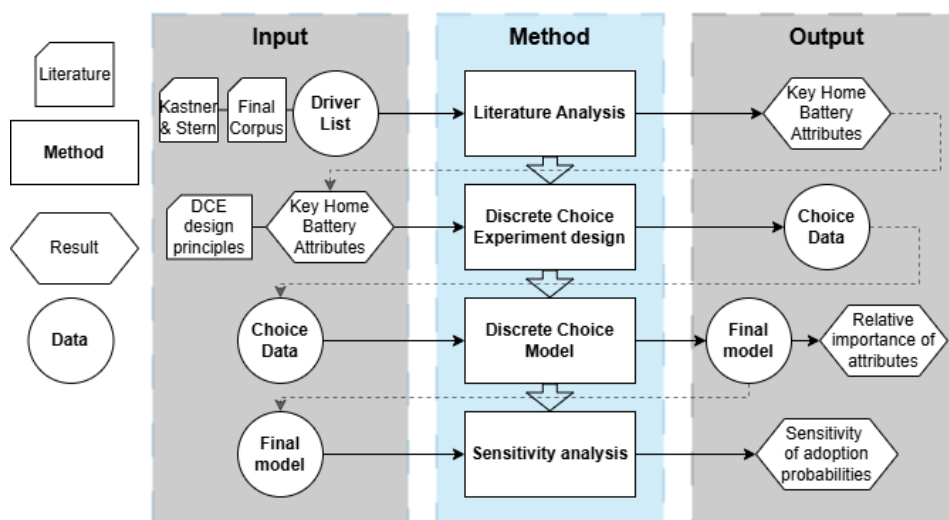 Input
Method
Output
Literature
Method
Result
Data
Kastner
& Stern
Final
Corpus
Driver
List
Literature Analysis
Key Home
Battery
Attributes
DCE
design
principles
Key Home
Battery
Attributes
Discrete Choice
Experiment design
Choice
Data
Choice
Data
Discrete Choice
Model
Final
model
Relative
importance of
attributes
Final
model
Sensitivity analysis
Sensitivity
of adoption
probabilities